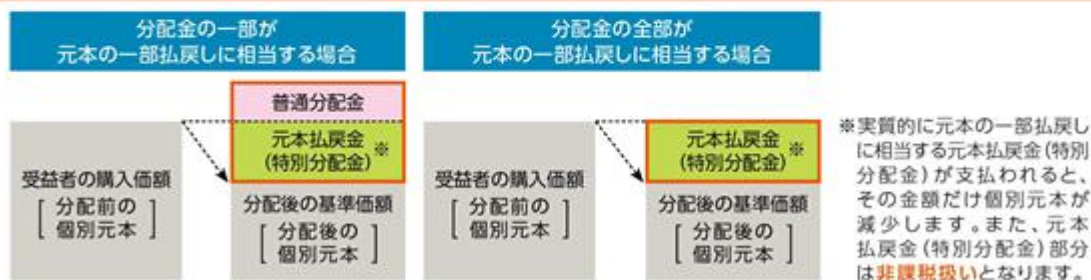 分配金の一部が
元本の一部払戻しに相当する場合
普通分配金
元本払戻金
(特別分配金)
※
受益者の購入価額
[ 分配前の
個別元本 ]
分配後の基準価額
[ 分配後の
個別元本 ]
分配金の全部が
元本の一部払戻しに相当する場合
元本払戻金
(特別分配金)
※
受益者の購入価額
[ 分配前の
個別元本 ]
分配後の基準価額
[ 分配後の
個別元本 ]
※実質的に元本の一部払戻し
に相当する元本払戻金(特別
分配金)が支払われると、
その金額だけ個別元本が
減少します。また、元本
払戻金(特別分配金)部分
は非課税扱いとなります。